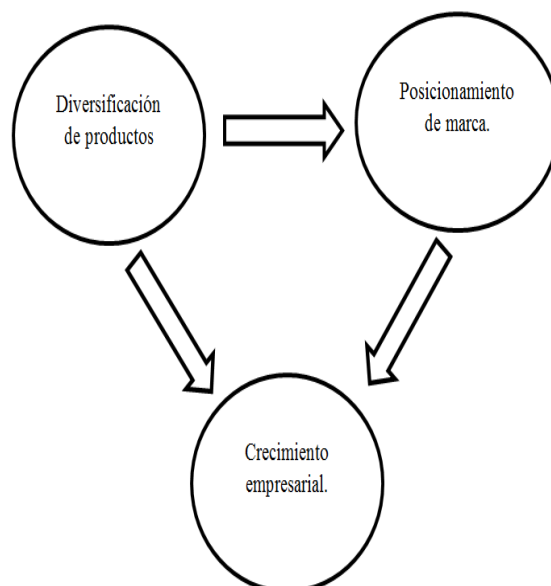 Diversificación
de productos
Posicionamiento
de marca.
Crecimiento
empresarial.